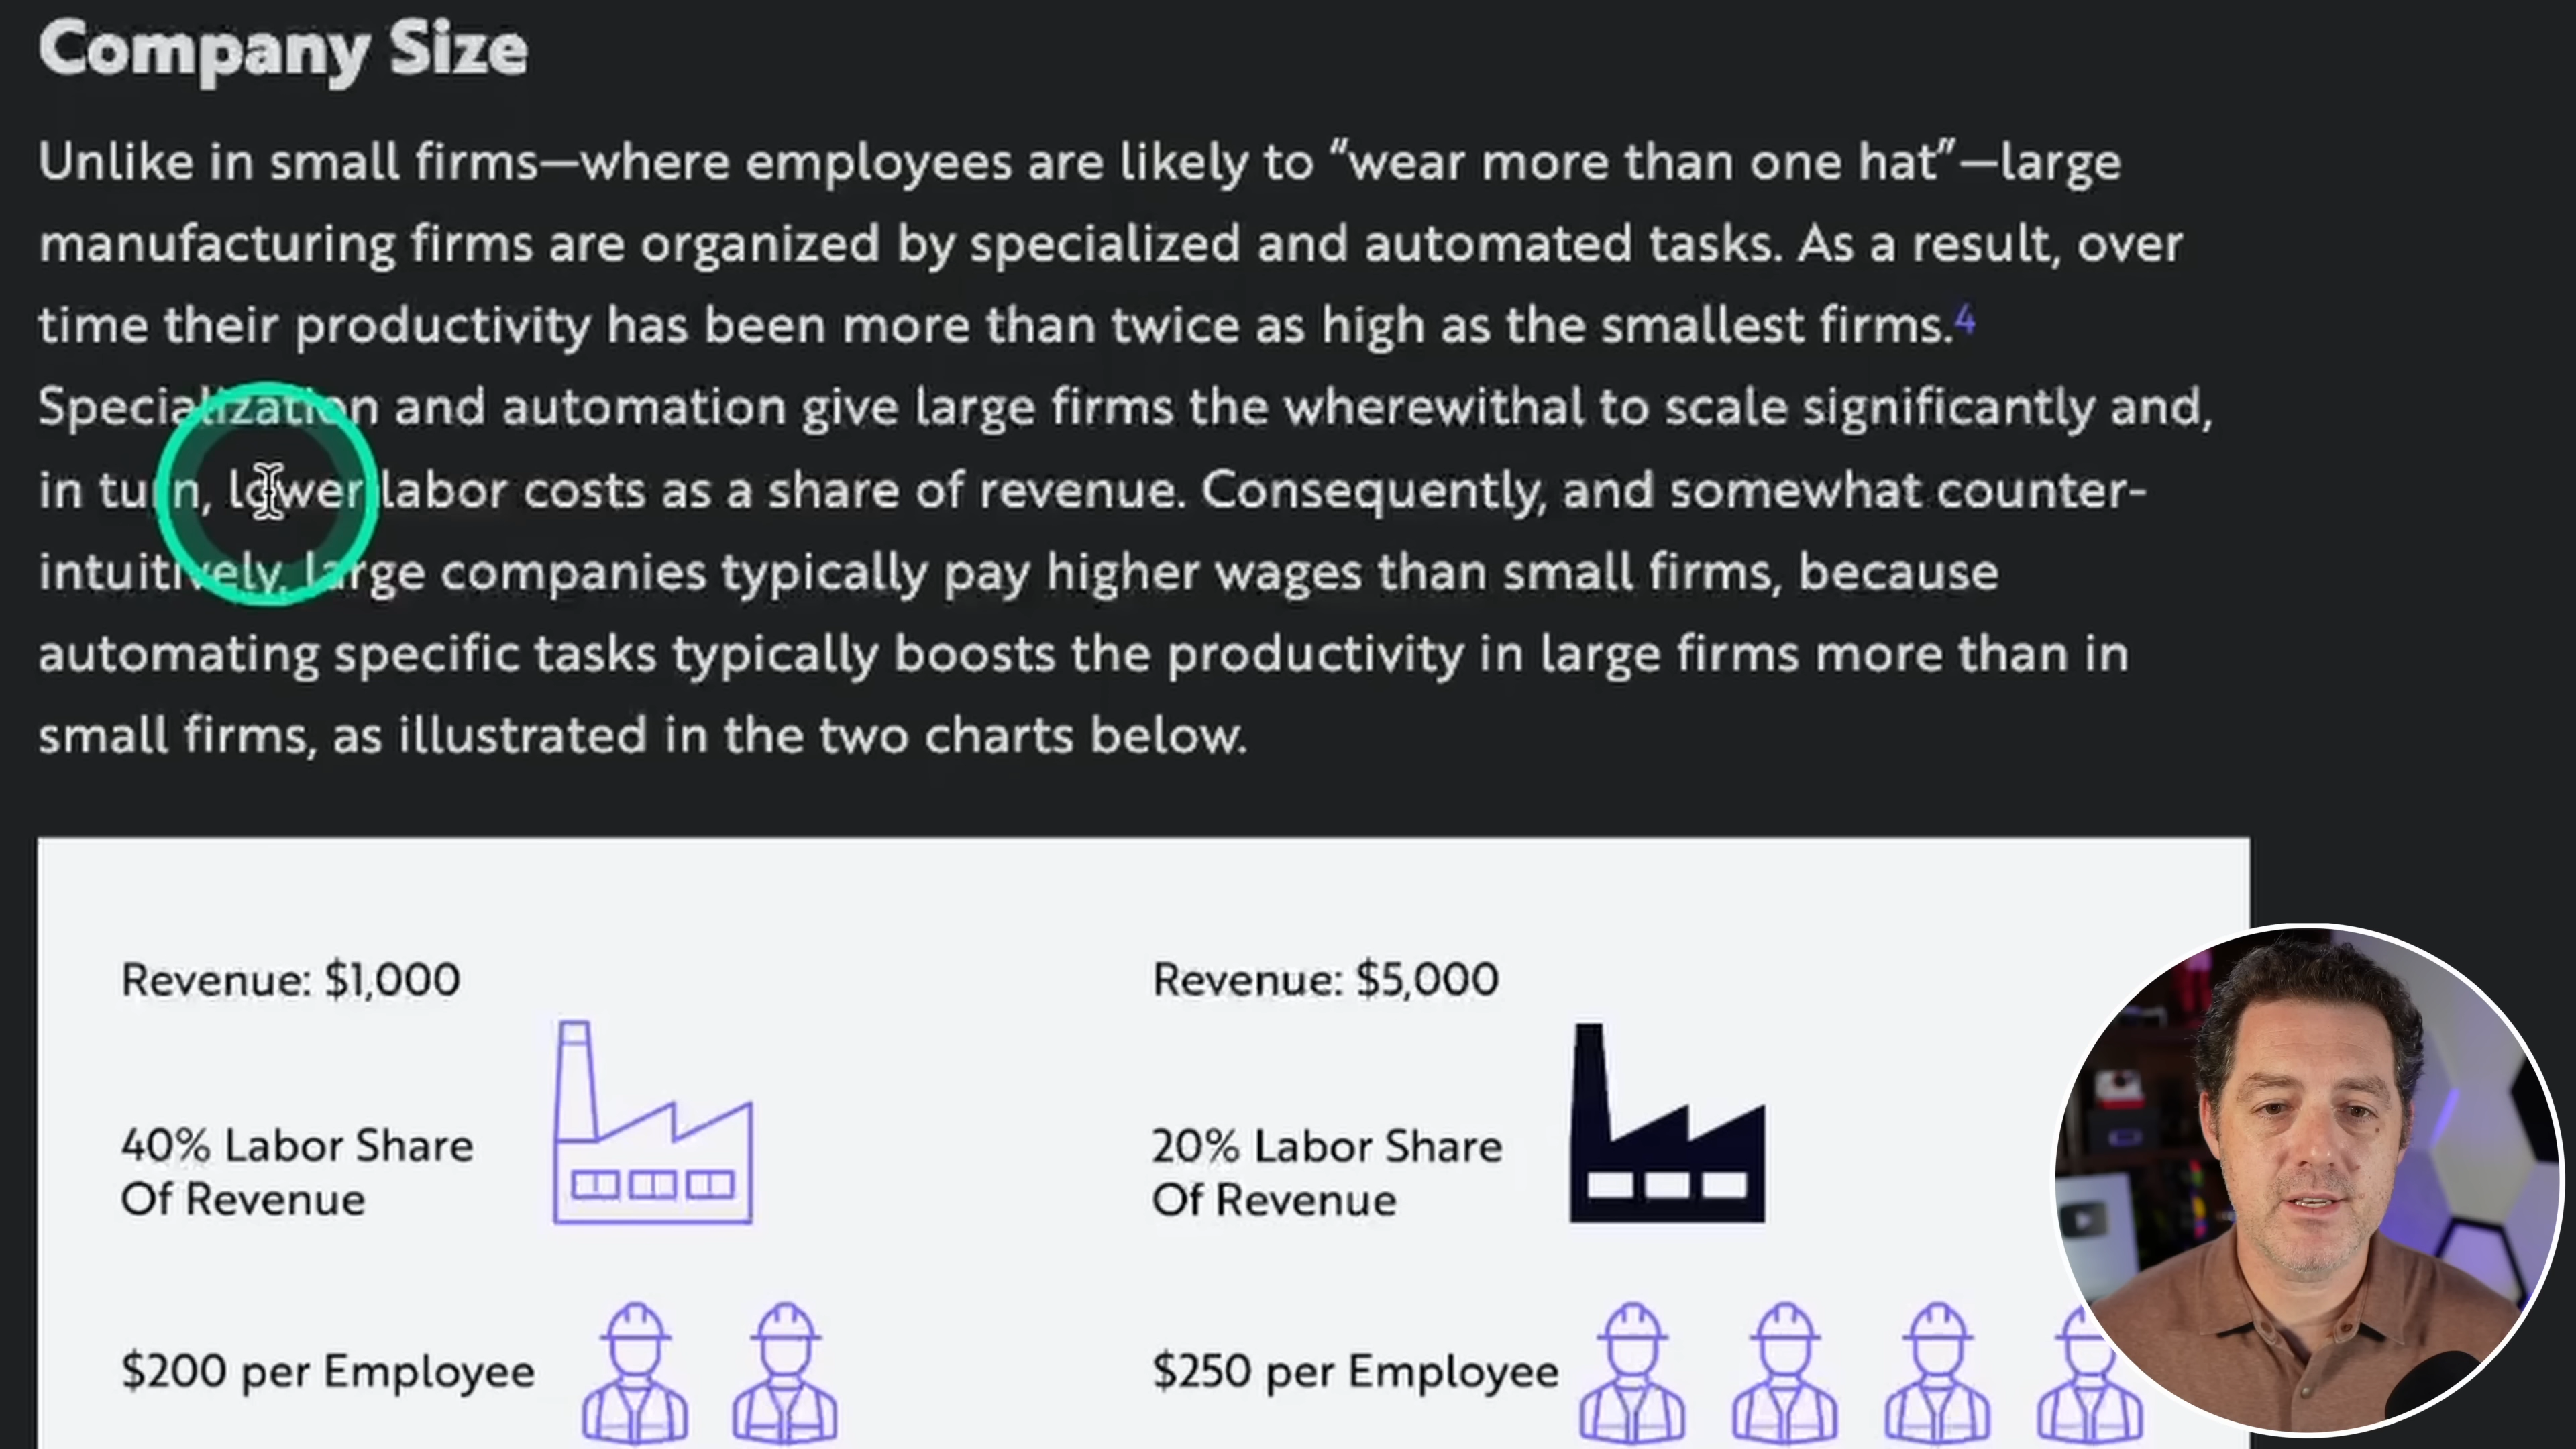 Company Size
Unlike in small firms—where employees are likely to “wear more than one hat”—large
manufacturing firms are organized by specialized and automated tasks. As a result, over
time their productivity has been more than twice as high as the smallest firms.4
Specialization and automation give large firms the wherewithal to scale significantly and,
in turn, lower labor costs as a share of revenue. Consequently, and somewhat counter-
intuitively, large companies typically pay higher wages than small firms, because
automating specific tasks typically boosts the productivity in large firms more than in
small firms, as illustrated in the two charts below.
Revenue: $1,000
40% Labor Share
Of Revenue
$200 per Employee
Revenue: $5,000
20% Labor Share
Of Revenue
$250 per Employee